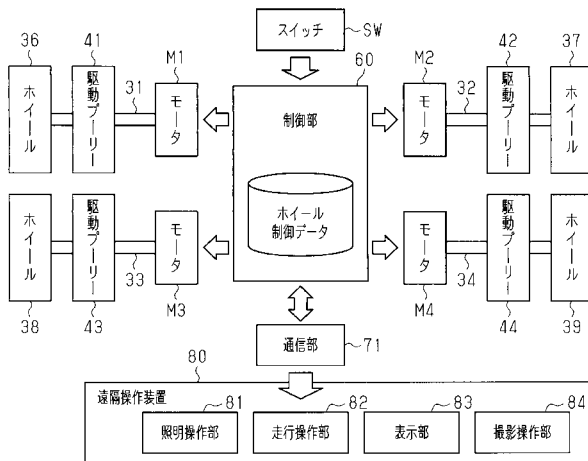 スイッチ
SW
36
41
M1
60
M2
42
37
ホイール
駆動プーリー
31
モータ
制御部
モータ
32
駆動プーリー
ホイール
ホイール
制御データ
ホイール
駆動プーリー
33
モータ
モータ
34
駆動プーリー
ホイール
38
43
M3
M4
44
39
通信部
71
80
遠隔操作装置
81
82
83
84
照明操作部
走行操作部
表示部
撮影操作部